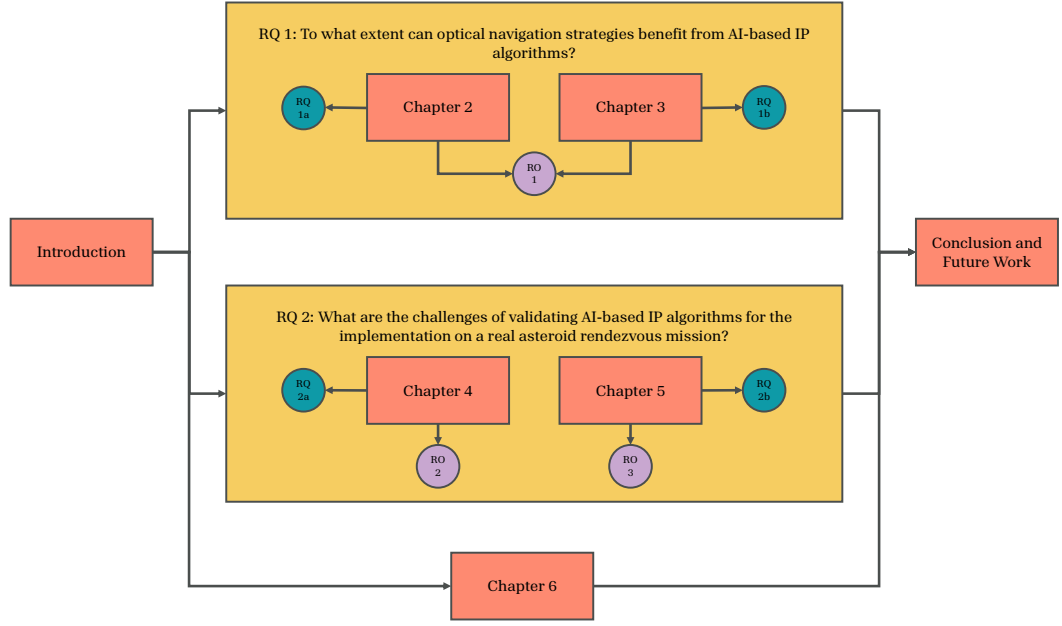 RQ 1: To what extent can optical navigation strategies benefit from AI-based IP
algorithms?
RQ
1a
Chapter 2
Chapter 3
RQ
1b
RO
1
Introduction
Conclusion and
Future Work
RQ 2: What are the challenges of validating AI-based IP algorithms for the
implementation on a real asteroid rendezvous mission?
RQ
2a
Chapter 4
Chapter 5
RQ
2b
RO
2
RO
3
Chapter 6